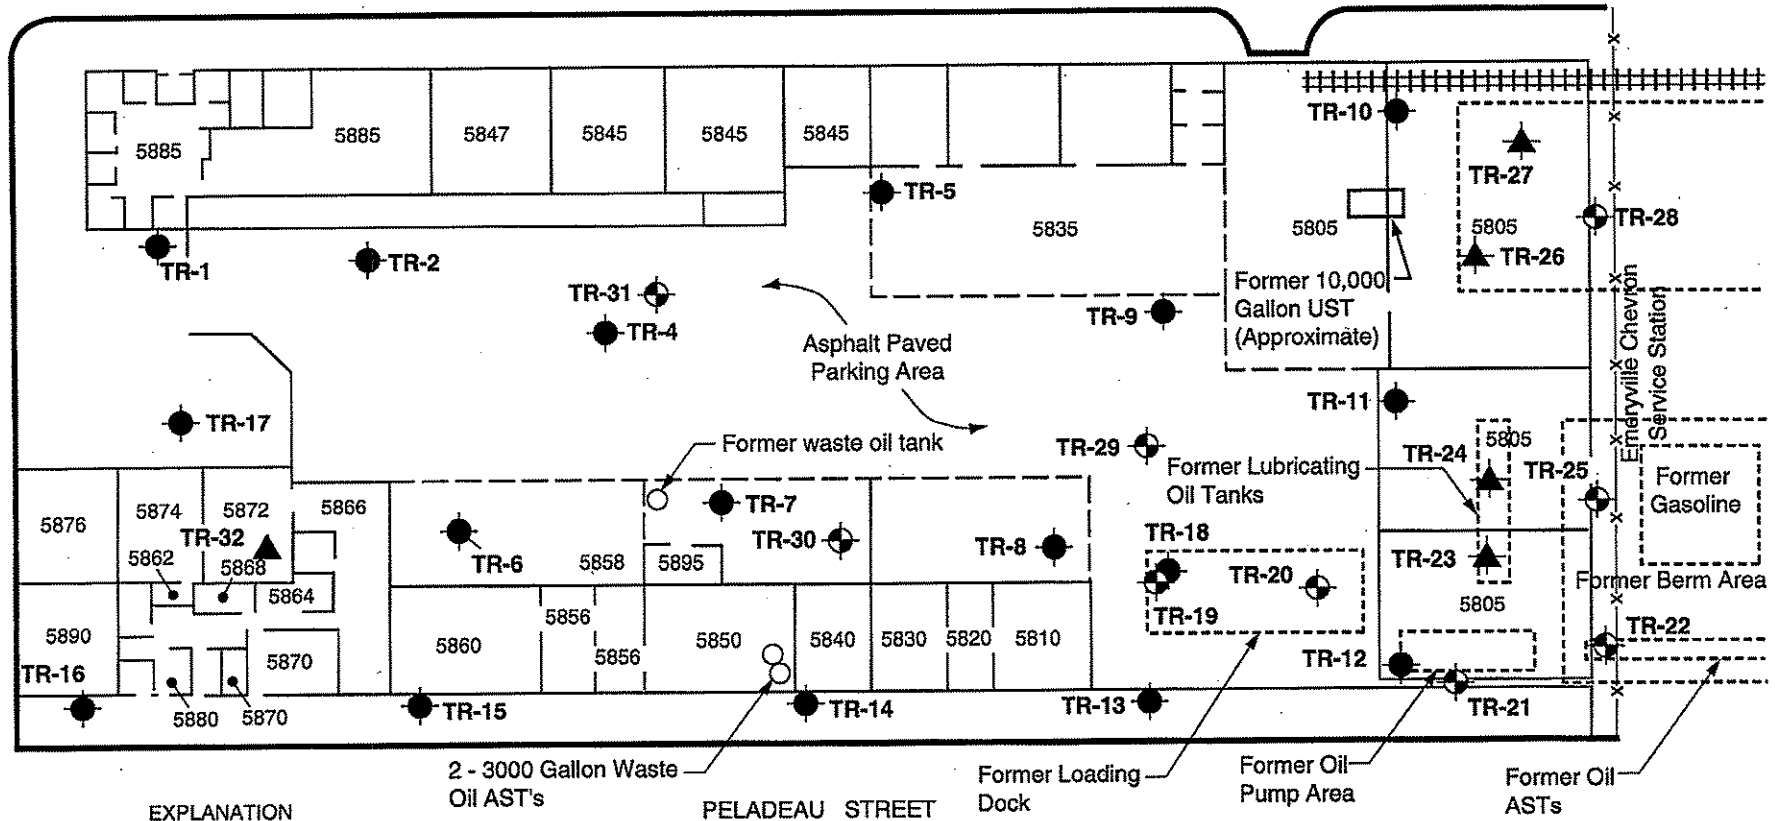 TR-10
5885
5847
5845
5845
5845
5885
TR-27
TR-5
5835
5805
5805
TR-28
TR-1
TR-2
TR-26
TR-31
Former 10,000
Gallon UST
(Approximate)
TR-9
TR-4
Asphalt Paved
Parking Area
Emeryville Chevron
Service Station
TR-11
TR-17
Former waste oil tank
TR-29
5805
TR-24
Former Lubricating
Oil Tanks
TR-25
Former
Gasoline
5876
5874
5872
5866
TR-7
TR-32
TR-30
TR-8
TR-18
5862
5868
TR-6
5858
5895
TR-20
TR-23
Former Berm Area
5864
5856
TR-19
5805
5890
5860
5850
5840
5830
5820
5810
TR-22
5870
5856
TR-16
TR-12
5880
5870
TR-15
TR-14
TR-13
TR-21
2 - 3000 Gallon Waste
Oil AST's
Former Loading
Dock
Former Oil
Pump Area
Former Oil
ASTs
EXPLANATION
PELADEAU STREET